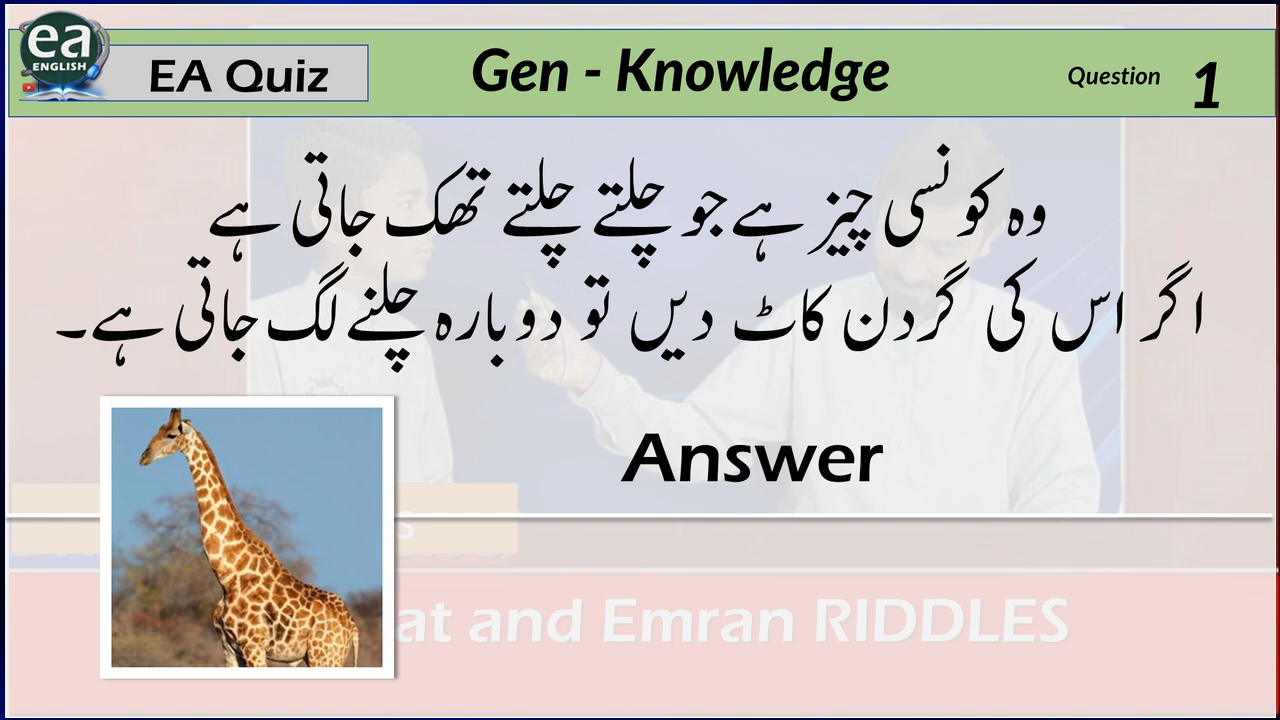 ea
ENGLISH
EA Quiz
Gen - Knowledge
Question 1
وہ کونسی چیز ہے جو چلتے چلتے تھک جاتی ہے
اگر اس کی گردن کاٹ دیں تو دوبارہ چلنے لگ جاتی ہے۔
Answer
and Emran RIDDLES